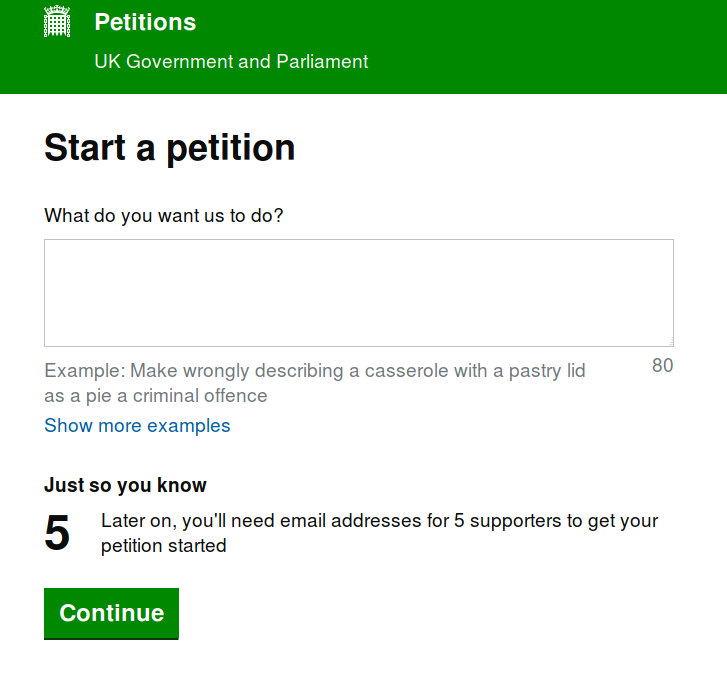 Petitions
UK Government and Parliament
Start a petition
What do you want us to do?
Example: Make wrongly describing a casserole with a pastry lid
as a pie a criminal offence
80
Show more examples
Just so you know
5
Later on, you'll need email addresses for 5 supporters to get your
petition started
Continue